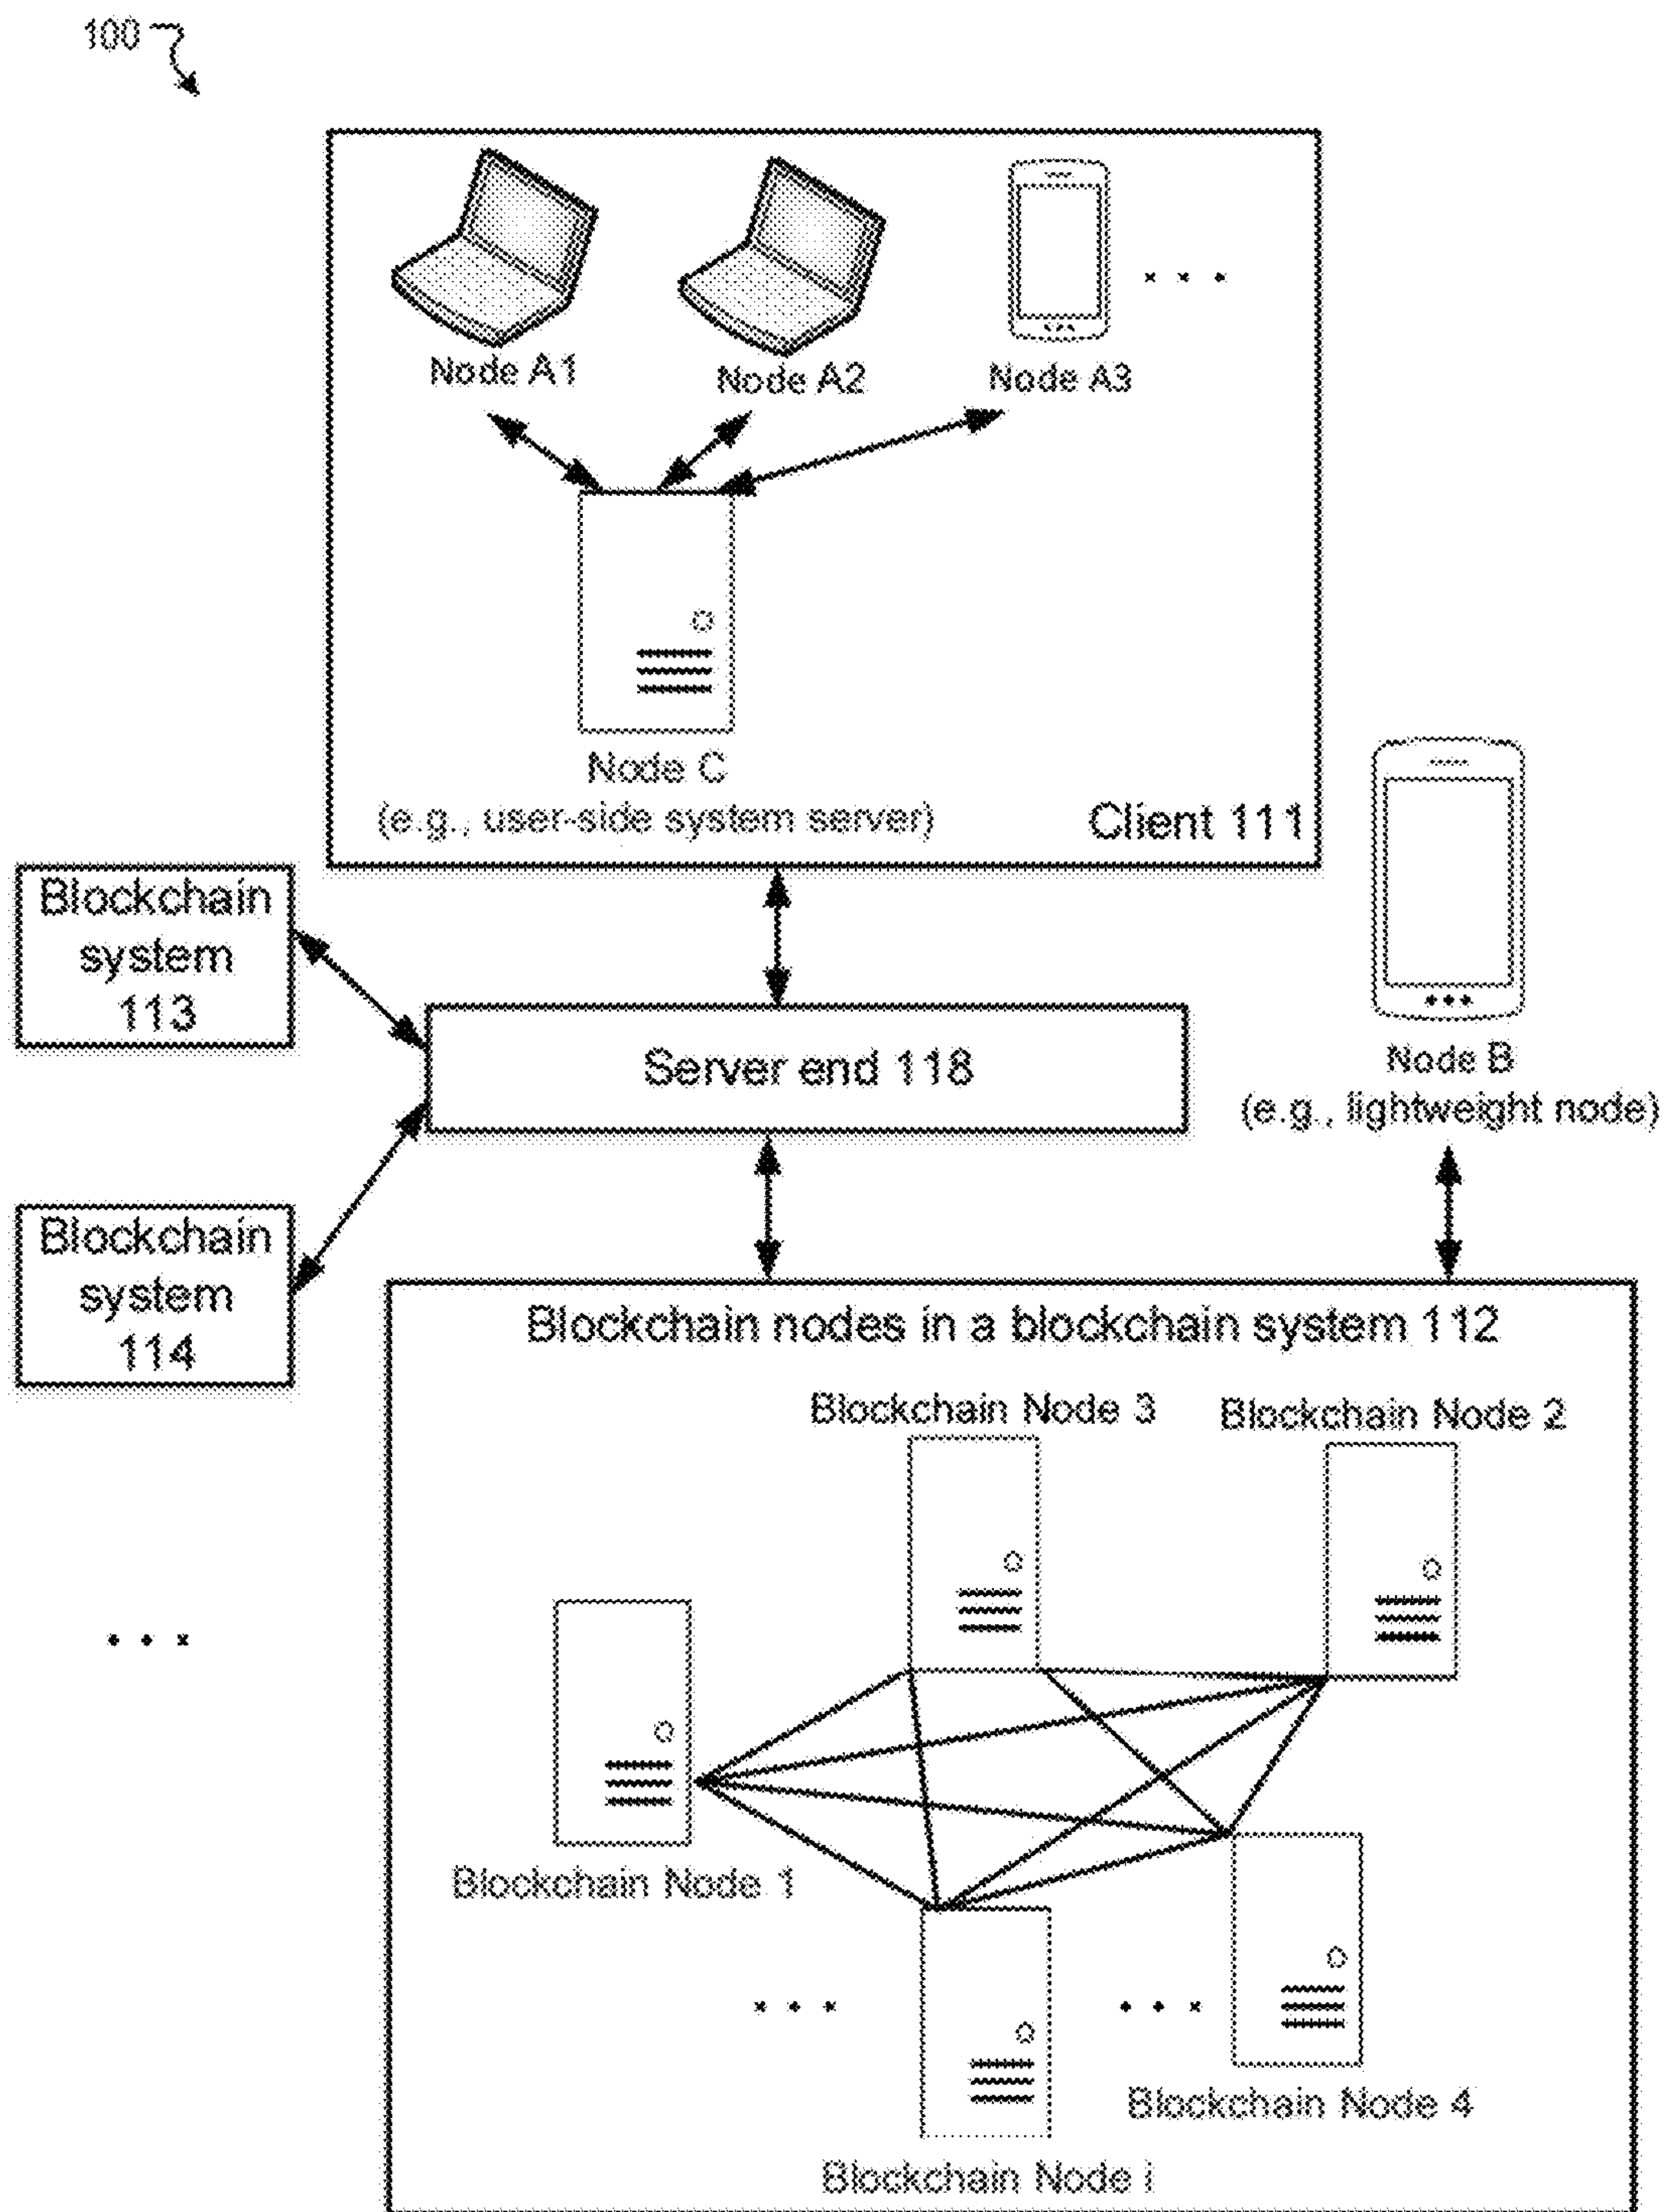 100
Node A1
Node A2
Node A3
. . .
Node C
(e.g., user-side system server)
Client 111
Blockchain
system
113
Server end 118
Node B
(e.g., lightweight node)
Blockchain
system
114
Blockchain nodes in a blockchain system 112
Blockchain Node 3
Blockchain Node 2
. . .
Blockchain Node 1
. . .
. . .
Blockchain Node 4
Blockchain Node i